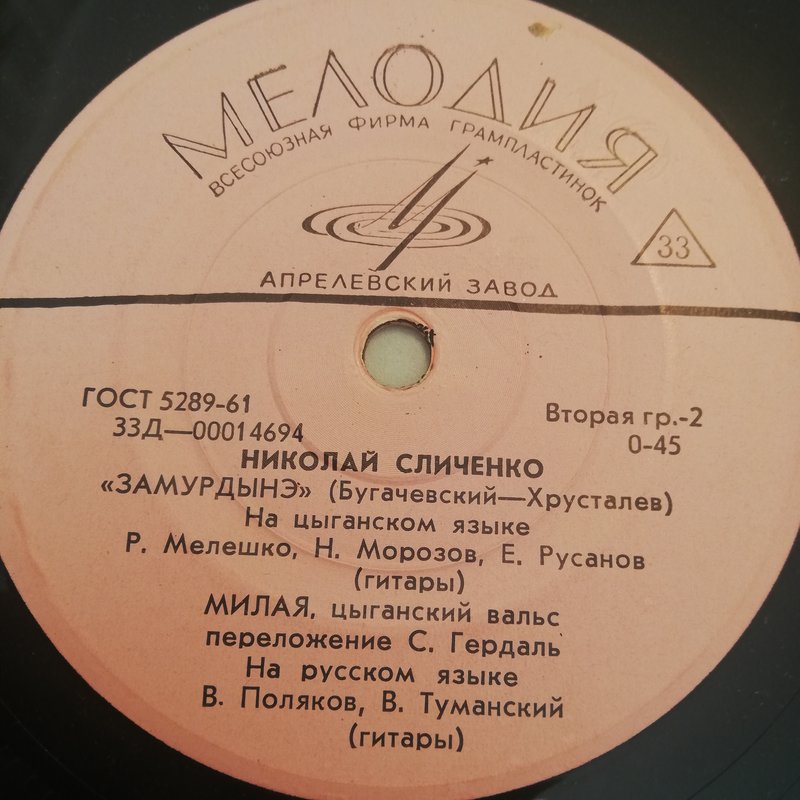 МЕЛОДИЯ
ВСЕСОЮЗНАЯ ФИРМА ГРАМПЛАСТИНОК
33
АПРЕЛЕВСКИЙ ЗАВОД
ГОСТ 5289-61
33Д—00014694
Вторая гр.-2
0-45
НИКОЛАЙ СЛИЧЕНКО
«ЗАМУРДЫНЭ» (Бугачевский—Хрусталев)
На цыганском языке
Р. Мелешко, Н. Морозов, Е. Русанов
(гитары)
МИЛАЯ, цыганский вальс
переложение С. Гердаль
На русском языке
В. Поляков, В. Туманский
(гитары)